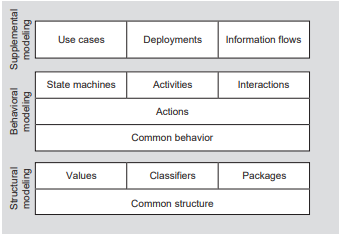 Supplemental
modeling
Use cases
Deployments
Information flows
Behavioral
modeling
State machines
Activities
Interactions
Actions
Common behavior
Structural
modeling
Values
Classifiers
Packages
Common structure